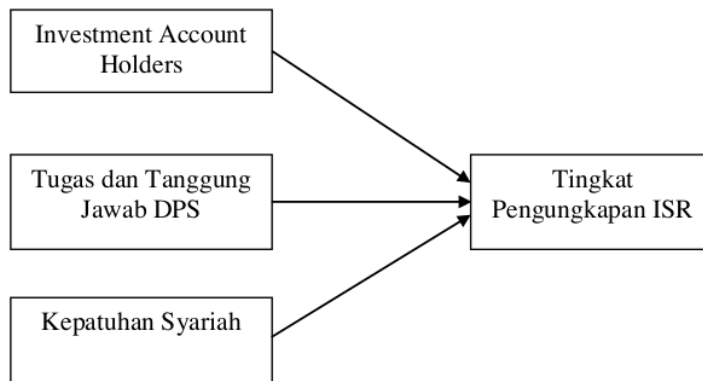 Investment Account
Holders
Tugas dan Tanggung
Jawab DPS
Tingkat
Pengungkapan ISR
Kepatuhan Syariah